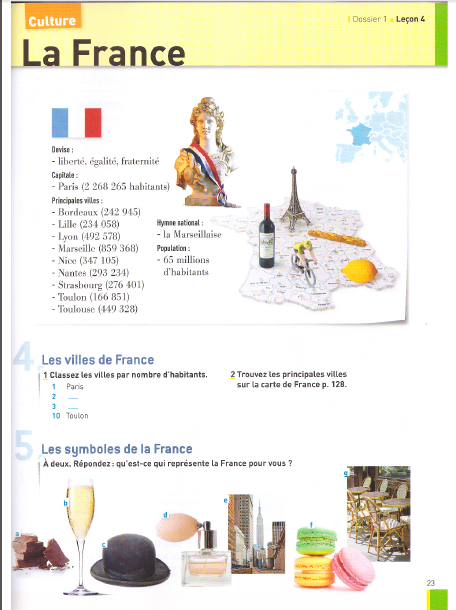 Culture
| Dossier 1 - Leçon 4
La France
Devise :
- liberté, égalité, fraternité
Capitale :
- Paris (2 268 265 habitants)
Principales villes :
- Bordeaux (242 945)
- Lille (234 058)
- Lyon (492 578)
- Marseille (859 368)
- Nice (347 105)
- Nantes (293 234)
- Strasbourg (276 401)
- Toulon (166 851)
- Toulouse (449 328)
Hymne national :
- la Marseillaise
Population :
- 65 millions
d'habitants
4
Les villes de France
1 Classez les villes par nombre d'habitants.
1 Paris
2 __
3 __
10 Toulon
2 Trouvez les principales villes
sur la carte de France p. 128.
5
Les symboles de la France
À deux. Répondez : qu'est-ce qui représente la France pour vous ?
a
b
c
d
e
f
g
23